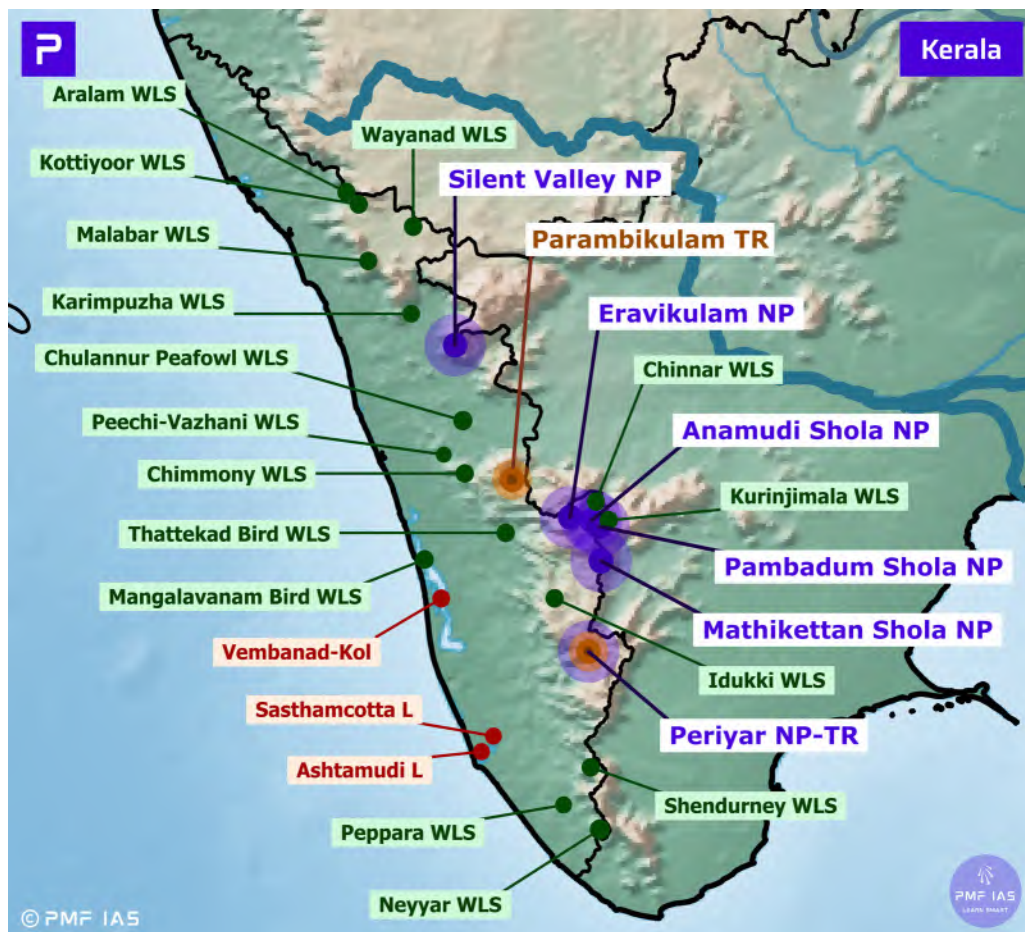 P
Kerala
Aralam WLS
Wayanad WLS
Kottiyoor WLS
Silent Valley NP
Malabar WLS
Parambikulam TR
Karimpuzha WLS
Eravikulam NP
Chulannur Peafowl WLS
Chinnar WLS
Peechi-Vazhani WLS
Anamudi Shola NP
Chimmony WLS
Kurinjimala WLS
Thattekad Bird WLS
Pambadum Shola NP
Mangalavanam Bird WLS
Mathikettan Shola NP
Vembanad-Kol
Idukki WLS
Sasthamcotta L
Periyar NP-TR
Ashtamudi L
Shendurney WLS
Peppara WLS
Neyyar WLS
© PMF IAS
PMF IAS
LEARN SMART